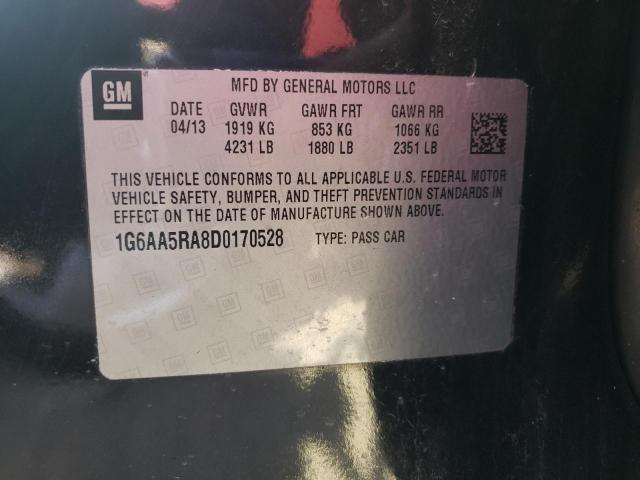 GM
MFD BY GENERAL MOTORS LLC
DATE GVWR GAWR FRT GAWR RR
04/13 1919 KG 853 KG 1066 KG
4231 LB 1880 LB 2351 LB
THIS VEHICLE CONFORMS TO ALL APPLICABLE U.S. FEDERAL MOTOR
VEHICLE SAFETY, BUMPER, AND THEFT PREVENTION STANDARDS IN
EFFECT ON THE DATE OF MANUFACTURE SHOWN ABOVE.
1G6AA5RA8D0170528 TYPE: PASS CAR